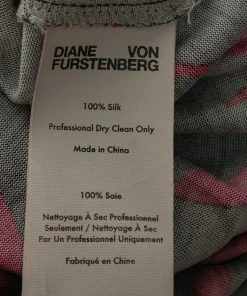 DIANE VON
FURSTENBERG
100% Silk
Professional Dry Clean Only
Made in China
100% Soie
Nettoyage À Sec Professionnel
Seulement / Nettoyage À Sec
Par Un Professionnel Uniquement
Fabriqué en Chine